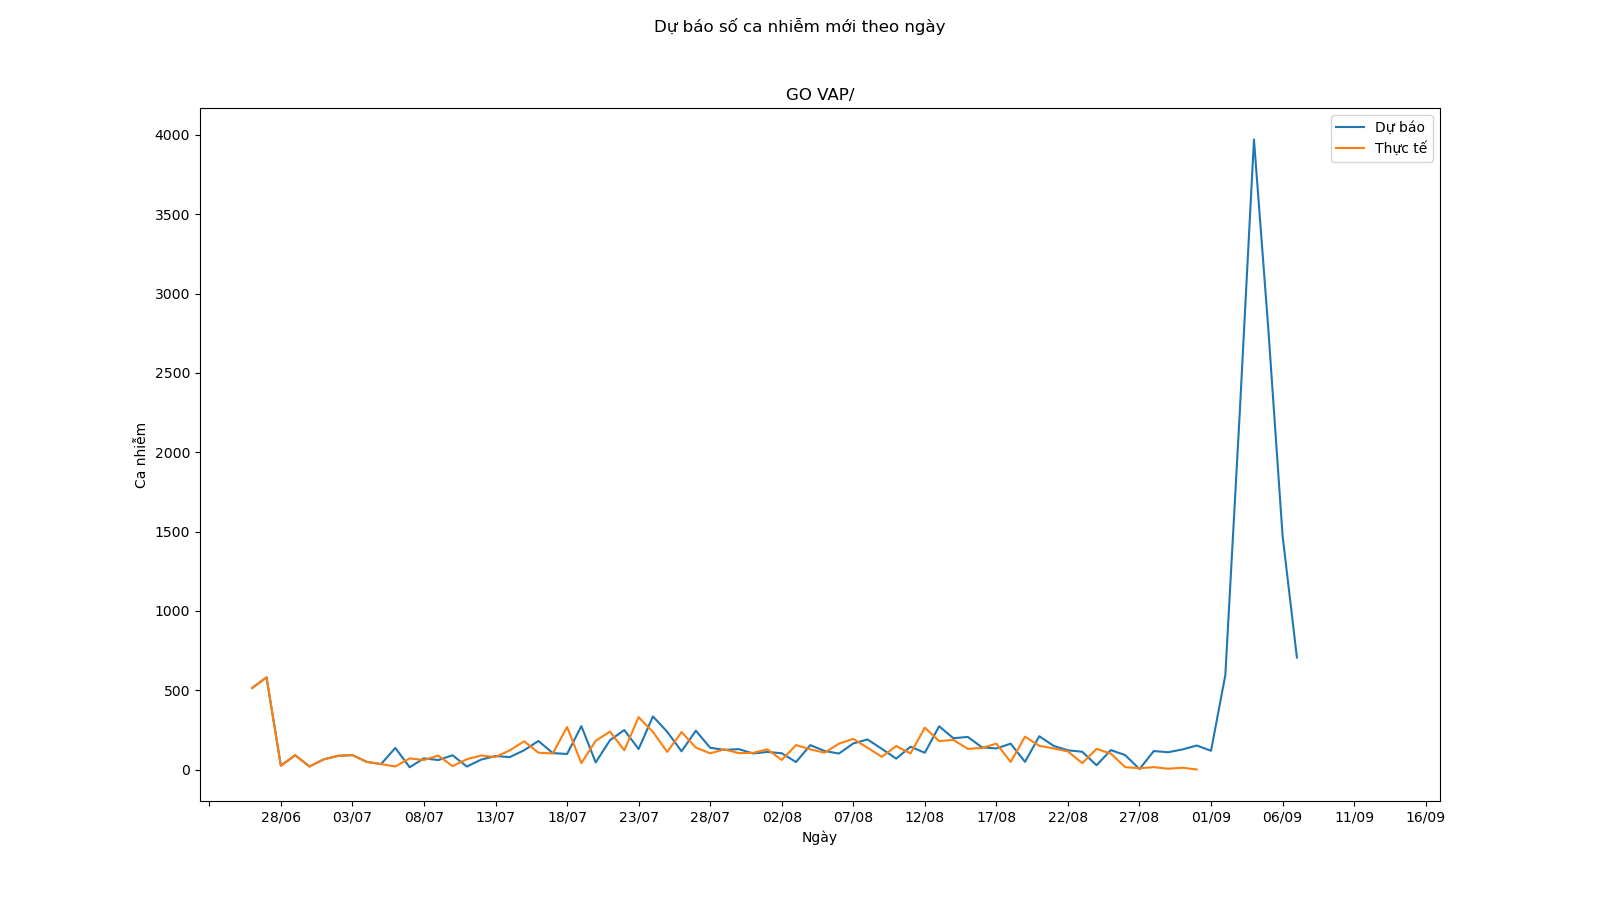 Dự báo số ca nhiễm mới theo ngày
GO VAP/
Dự báo
Thực tế
4000
3500
3000
2500
2000
1500
1000
500
0
Ca nhiễm
28/06 03/07 08/07 13/07 18/07 23/07 28/07 02/08 07/08 12/08 17/08 22/08 27/08 01/09 06/09 11/09 16/09
Ngày